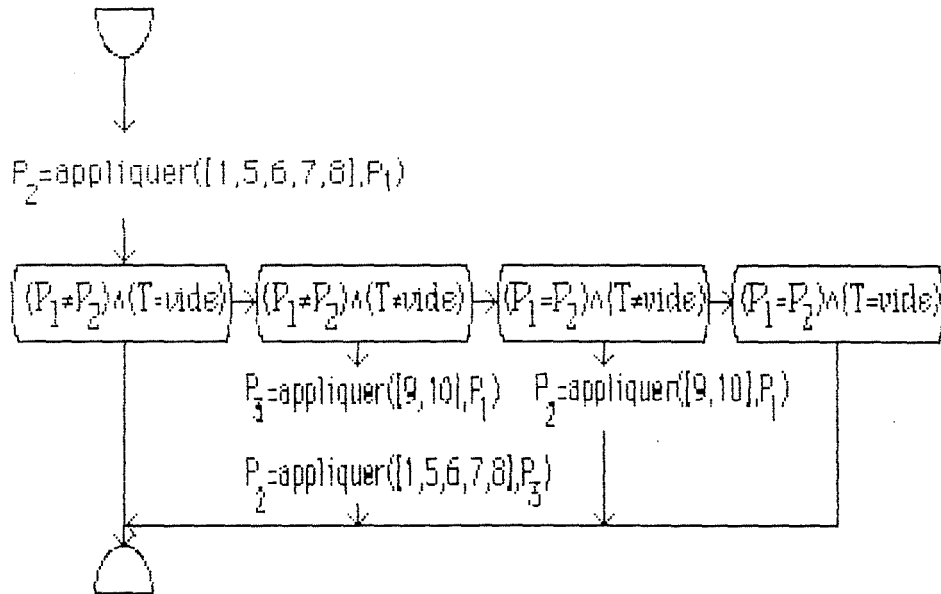 P₂=appliquer([1,5,6,7,8],P₁)
(P₁≠P₂)∧(T=vide) (P₁≠P₂)∧(T≠vide) (P₁=P₂)∧(T≠vide) (P₁=P₂)∧(T=vide)
P₃=appliquer([9,10],P₁) P₂=appliquer([9,10],P₁)
P₂=appliquer([1,5,6,7,8],P₃)